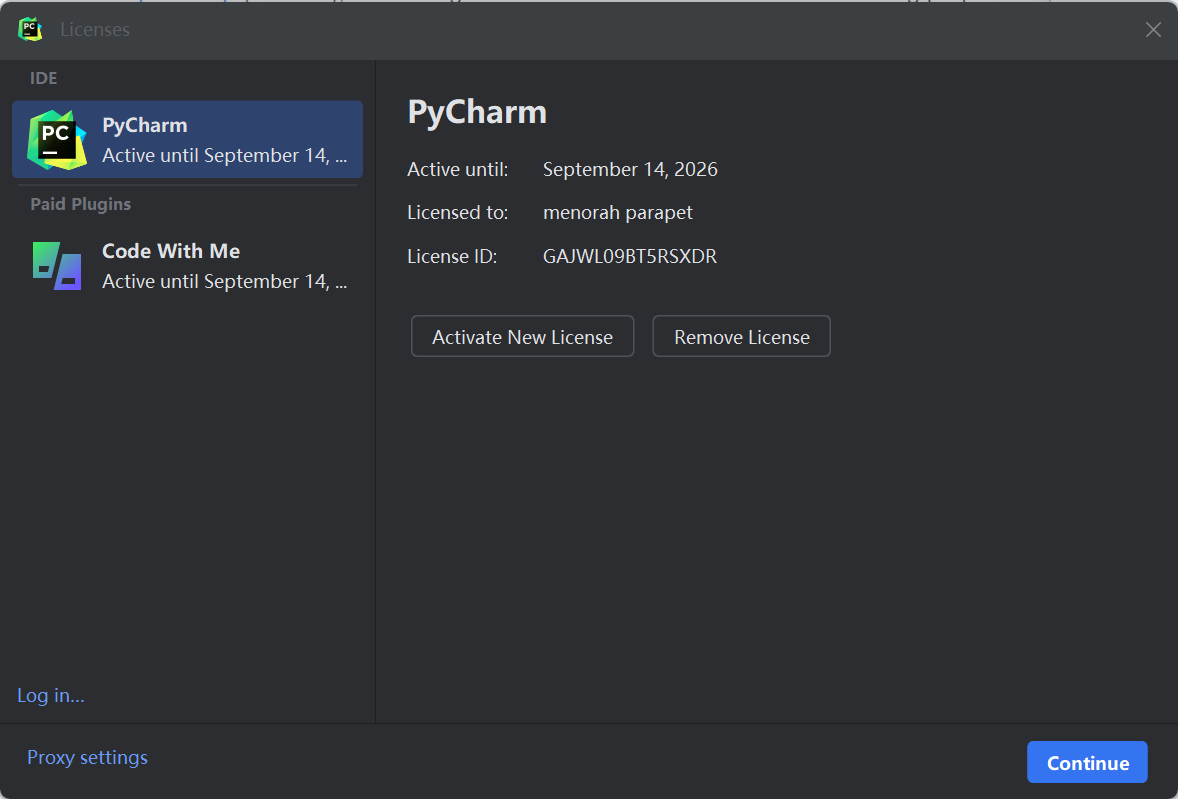 PC
Licenses
IDE
PC
PyCharm
Active until September 14, ...
Paid Plugins
Code With Me
Active until September 14, ...
Log in...
PyCharm
Active until: September 14, 2026
Licensed to: menorah parapet
License ID: GAJWL09BT5RSXDR
Activate New License Remove License
Proxy settings
Continue